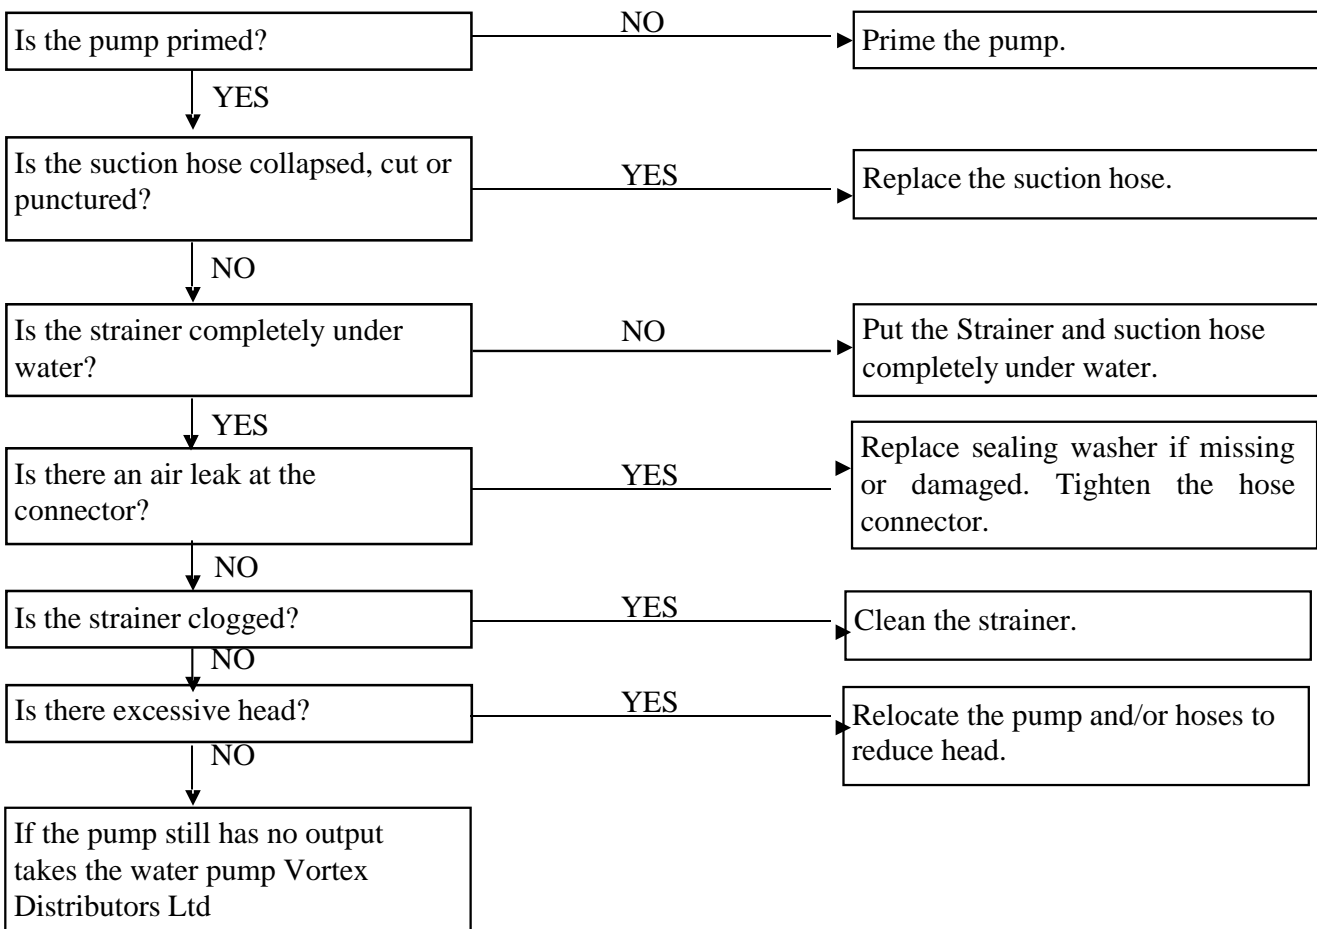 Is the pump primed?
NO
Prime the pump.
YES
Is the suction hose collapsed, cut or
punctured?
YES
Replace the suction hose.
NO
Is the strainer completely under
water?
NO
Put the Strainer and suction hose
completely under water.
YES
Is there an air leak at the
connector?
YES
Replace sealing washer if missing
or damaged. Tighten the hose
connector.
NO
Is the strainer clogged?
YES
Clean the strainer.
NO
Is there excessive head?
YES
Relocate the pump and/or hoses to
reduce head.
NO
If the pump still has no output
takes the water pump Vortex
Distributors Ltd